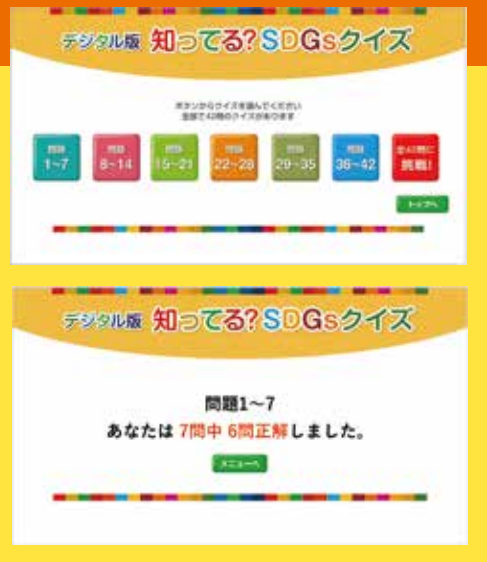 デジタル版 知ってる?SDGsクイズ
ボタンからクイズを選んでください
全部で42問のクイズがあります
問題 1~7
問題 8~14
問題 15~21
問題 22~28
問題 29~35
問題 36~42
全42問に 挑戦!
トップへ
デジタル版 知ってる?SDGsクイズ
問題1~7
あなたは 7問中 6問正解しました。
メニューへ